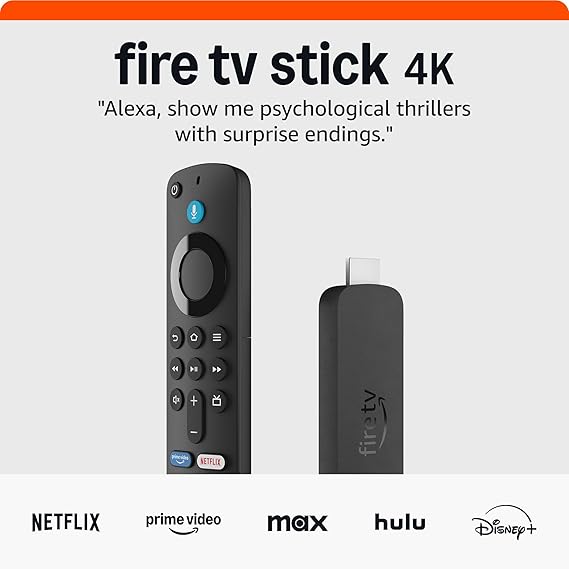 fire tv stick 4K
"Alexa, show me psychological thrillers
with surprise endings."
prime video
NETFLIX
fire tv
NETFLIX
prime video
max
hulu
Disney+